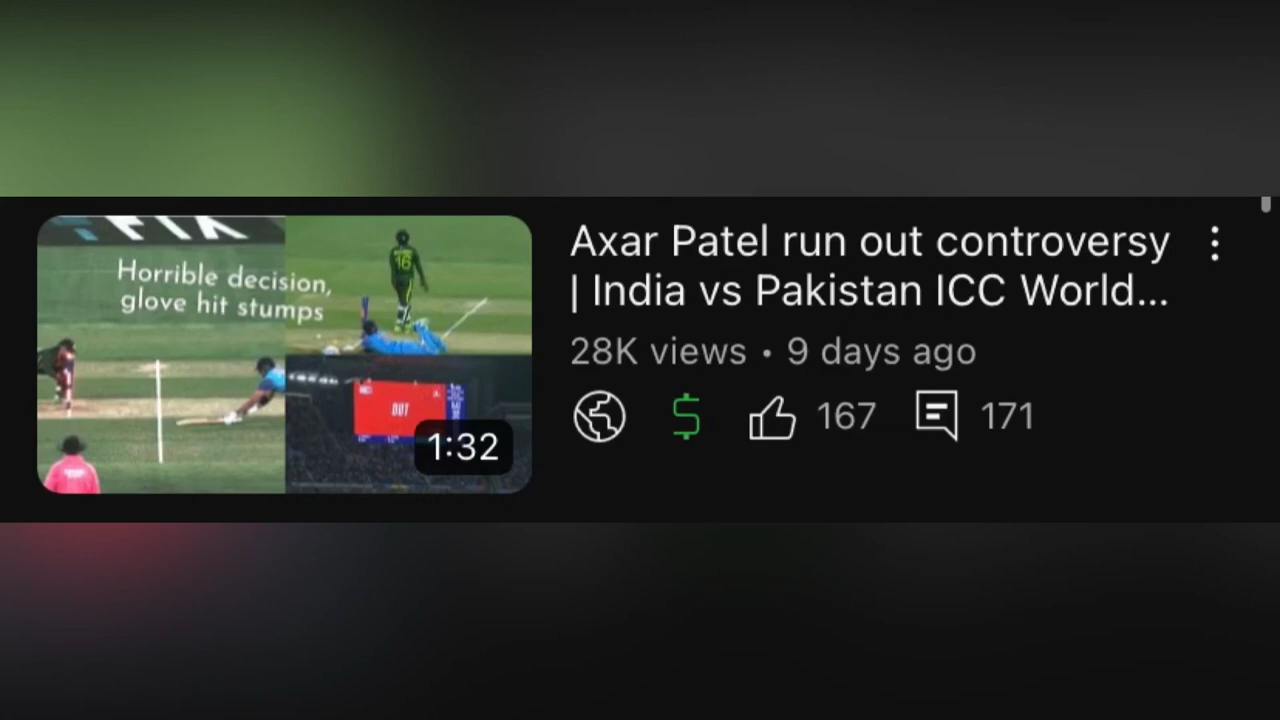 Horrible decision,
glove hit stumps
16
OUT
1:32
Axar Patel run out controversy
| India vs Pakistan ICC World...
28K views • 9 days ago
167
171